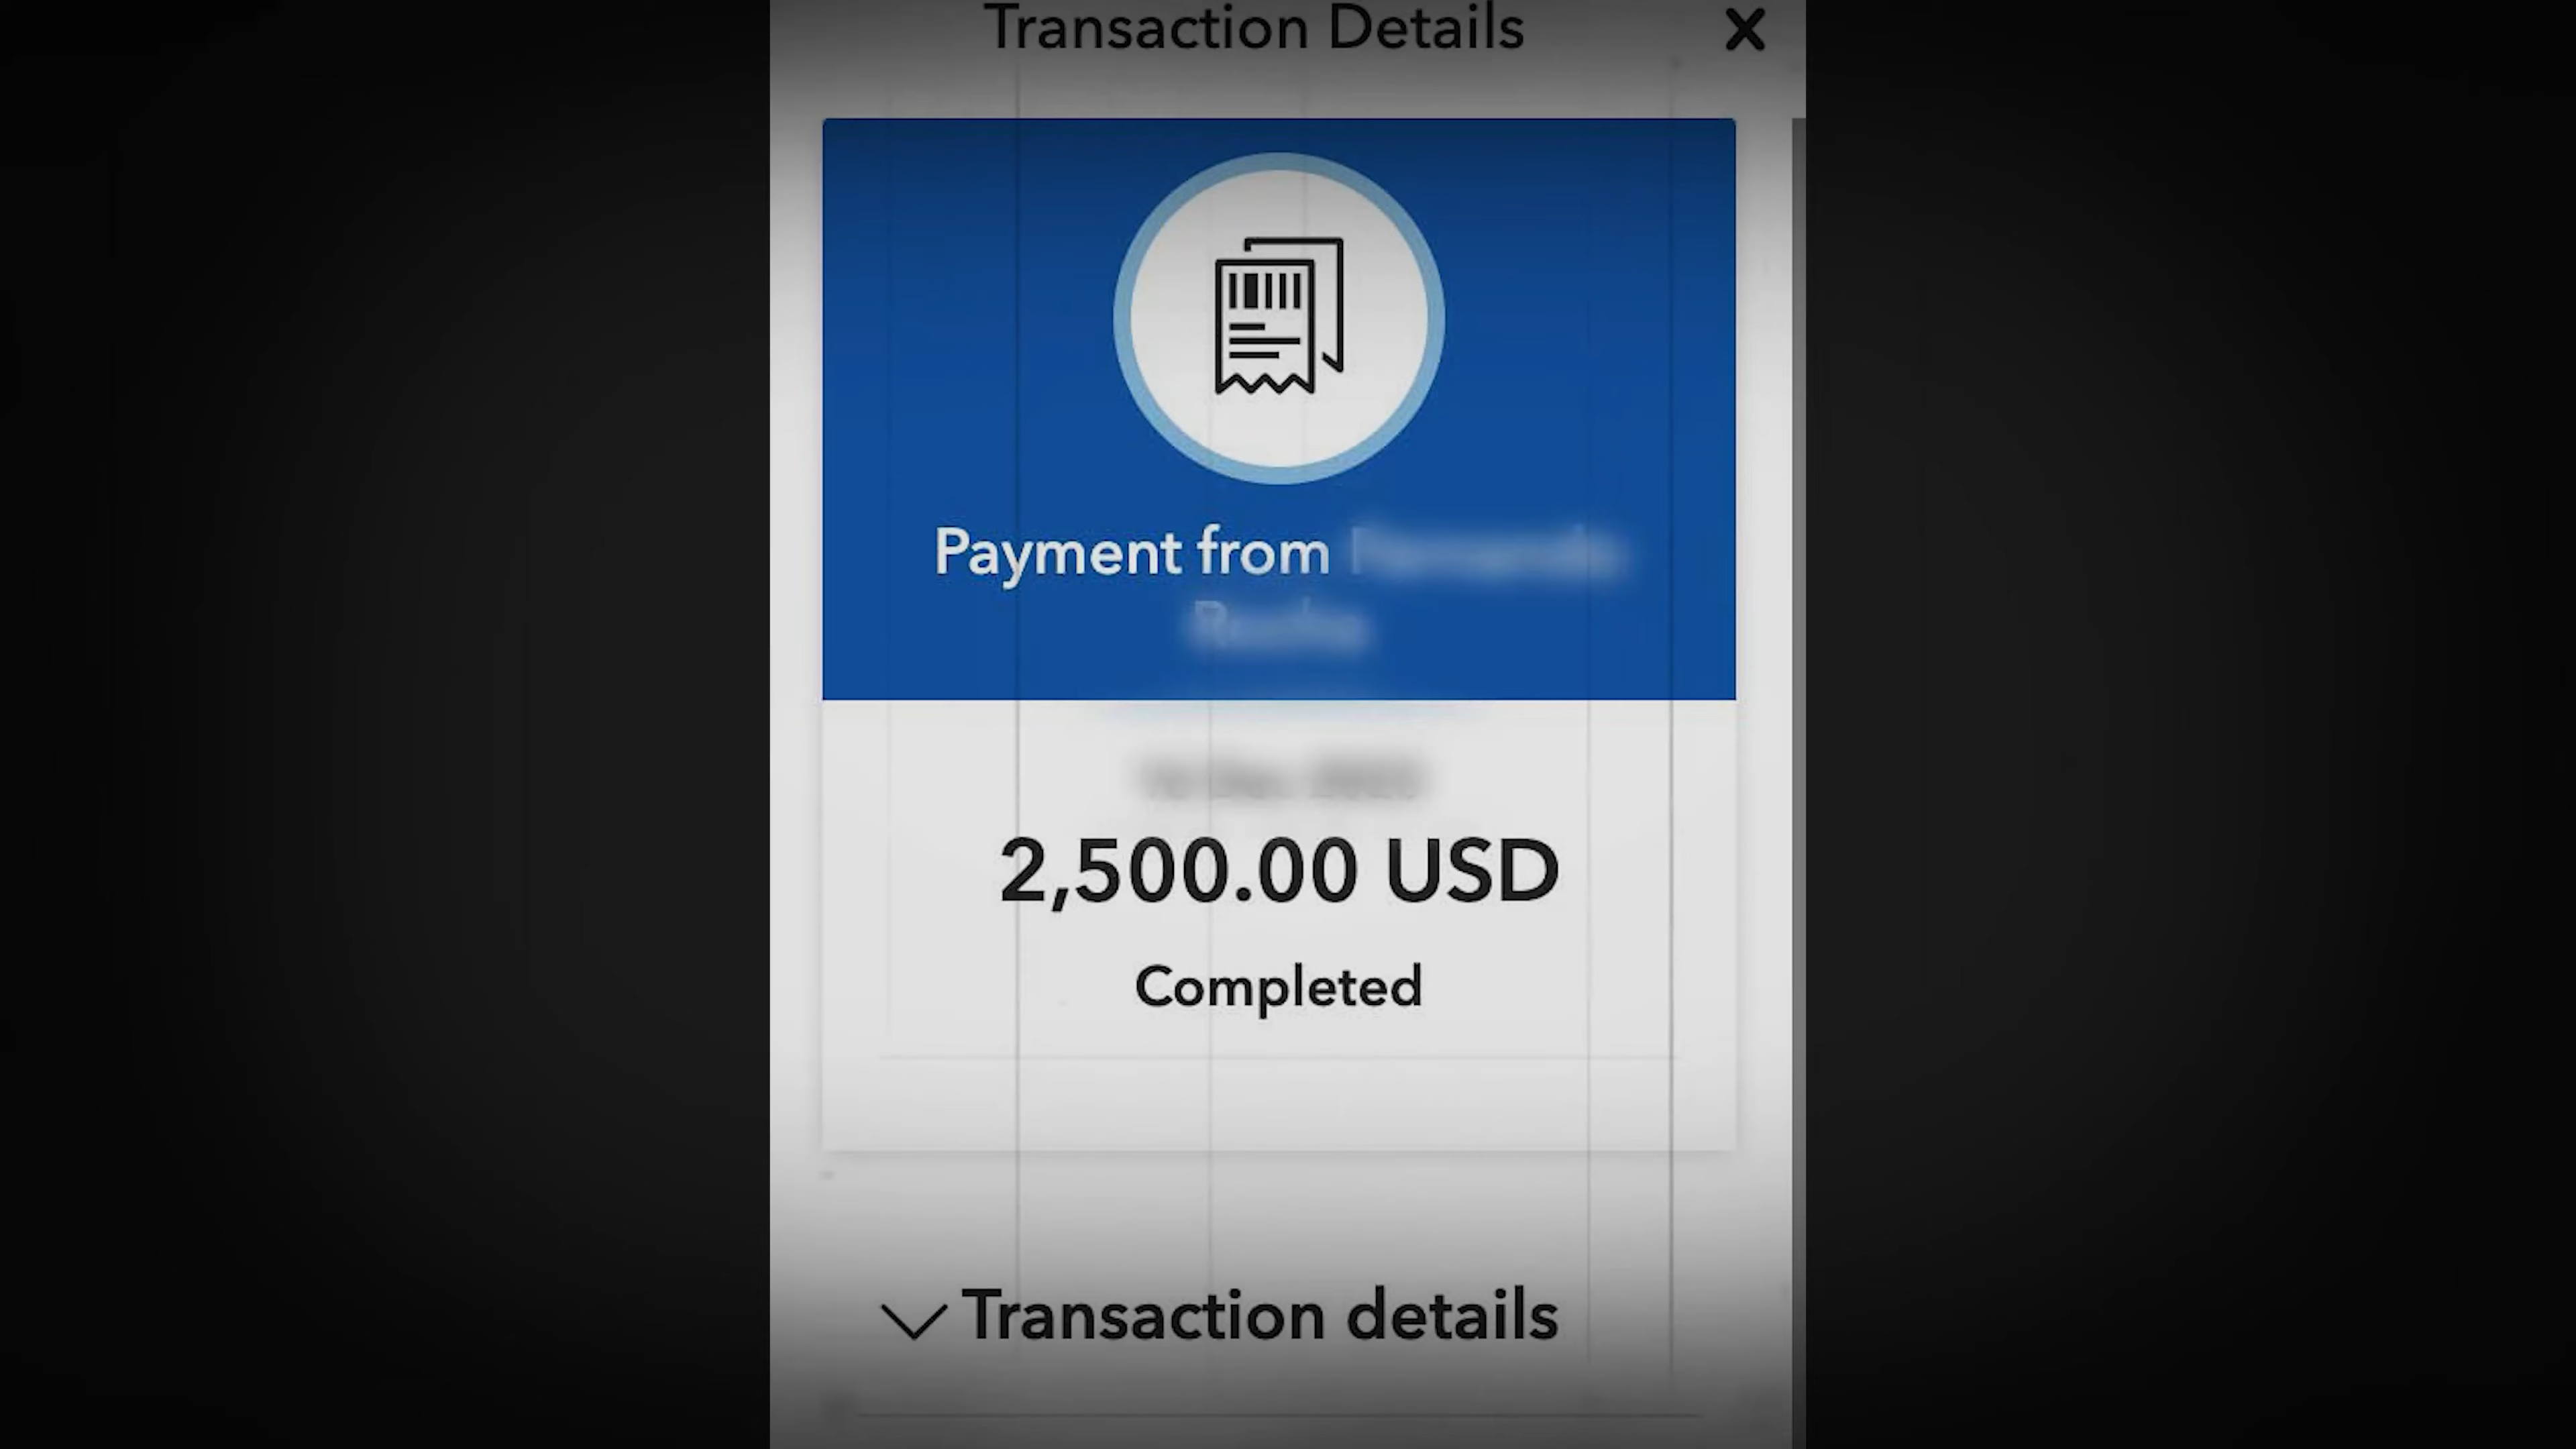 Transaction Details
Payment from
2,500.00 USD
Completed
Transaction details